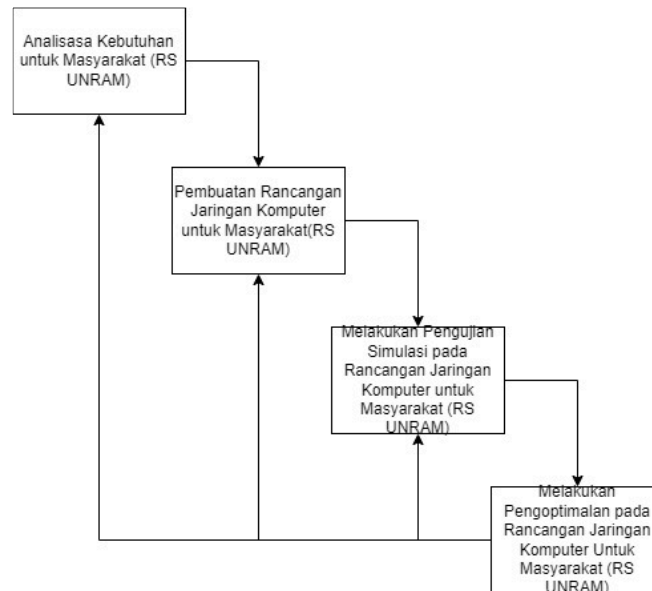 Analisasa Kebutuhan
untuk Masyarakat (RS
UNRAM)
Pembuatan Rancangan
Jaringan Komputer
untuk Masyarakat(RS
UNRAM)
Melakukan Pengujian
Simulasi pada
Rancangan Jaringan
Komputer untuk
Masyarakat (RS
UNRAM)
Melakukan
Pengoptimalan pada
Rancangan Jaringan
Komputer Untuk
Masyarakat (RS
UNRAM)